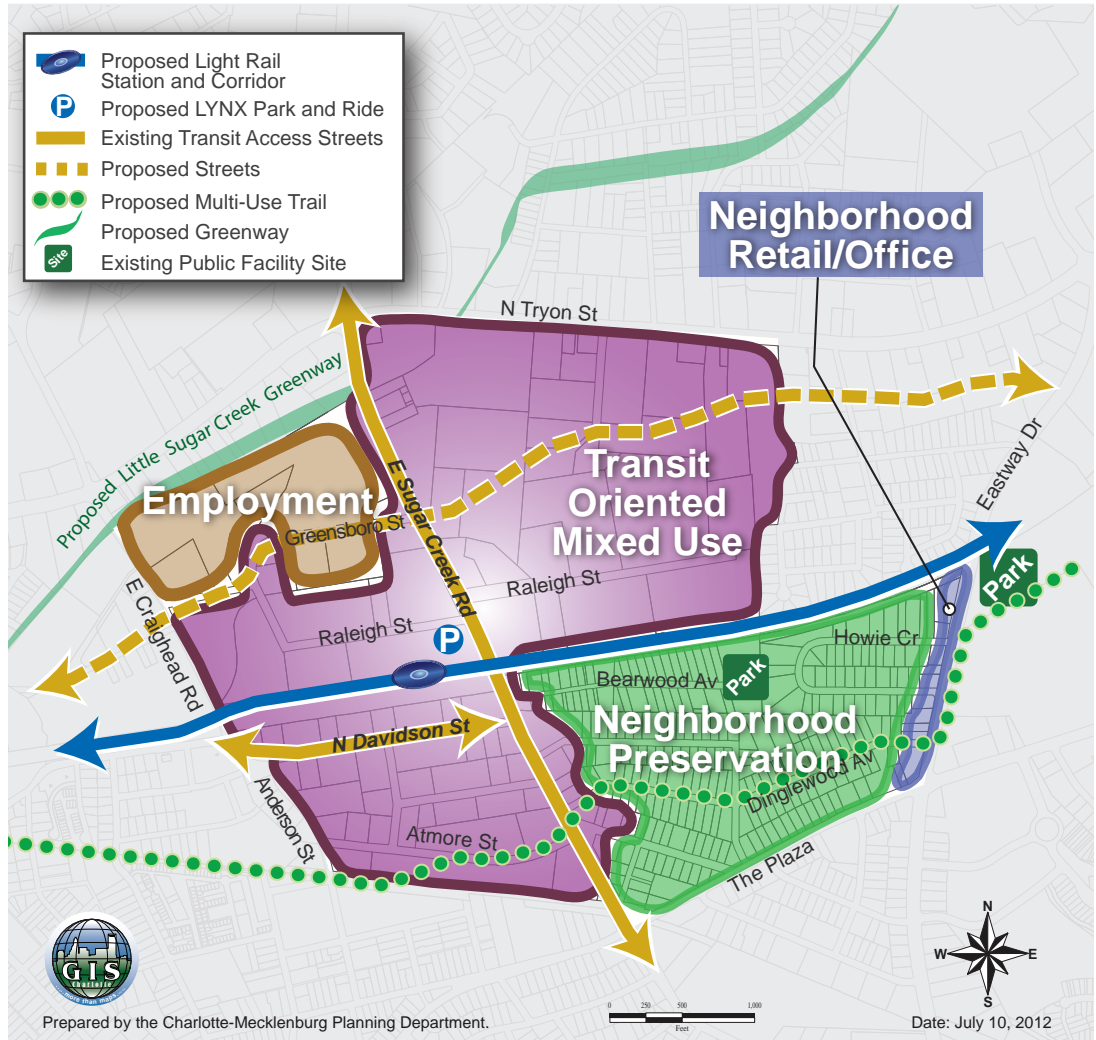 Proposed Light Rail
Station and Corridor
P
Proposed LYNX Park and Ride
Existing Transit Access Streets
Proposed Streets
Proposed Multi-Use Trail
Proposed Greenway
Site
Existing Public Facility Site
Neighborhood
Retail/Office
N Tryon St
Proposed Little Sugar Creek Greenway
Eastway Dr
E Sugar Creek Rd
Transit
Oriented
Mixed Use
Employment
Greensboro St
Park
E Craighead Rd
Raleigh St
Raleigh St
P
Howie Cr
Bearwood Av
Park
Neighborhood
Preservation
N Davidson St
Dinglewood Av
Anderson St
Atmore St
The Plaza
GIS
Charlotte
...more than maps...
N
W
E
S
0 250 500 1,000
Feet
Prepared by the Charlotte-Mecklenburg Planning Department.
Date: July 10, 2012